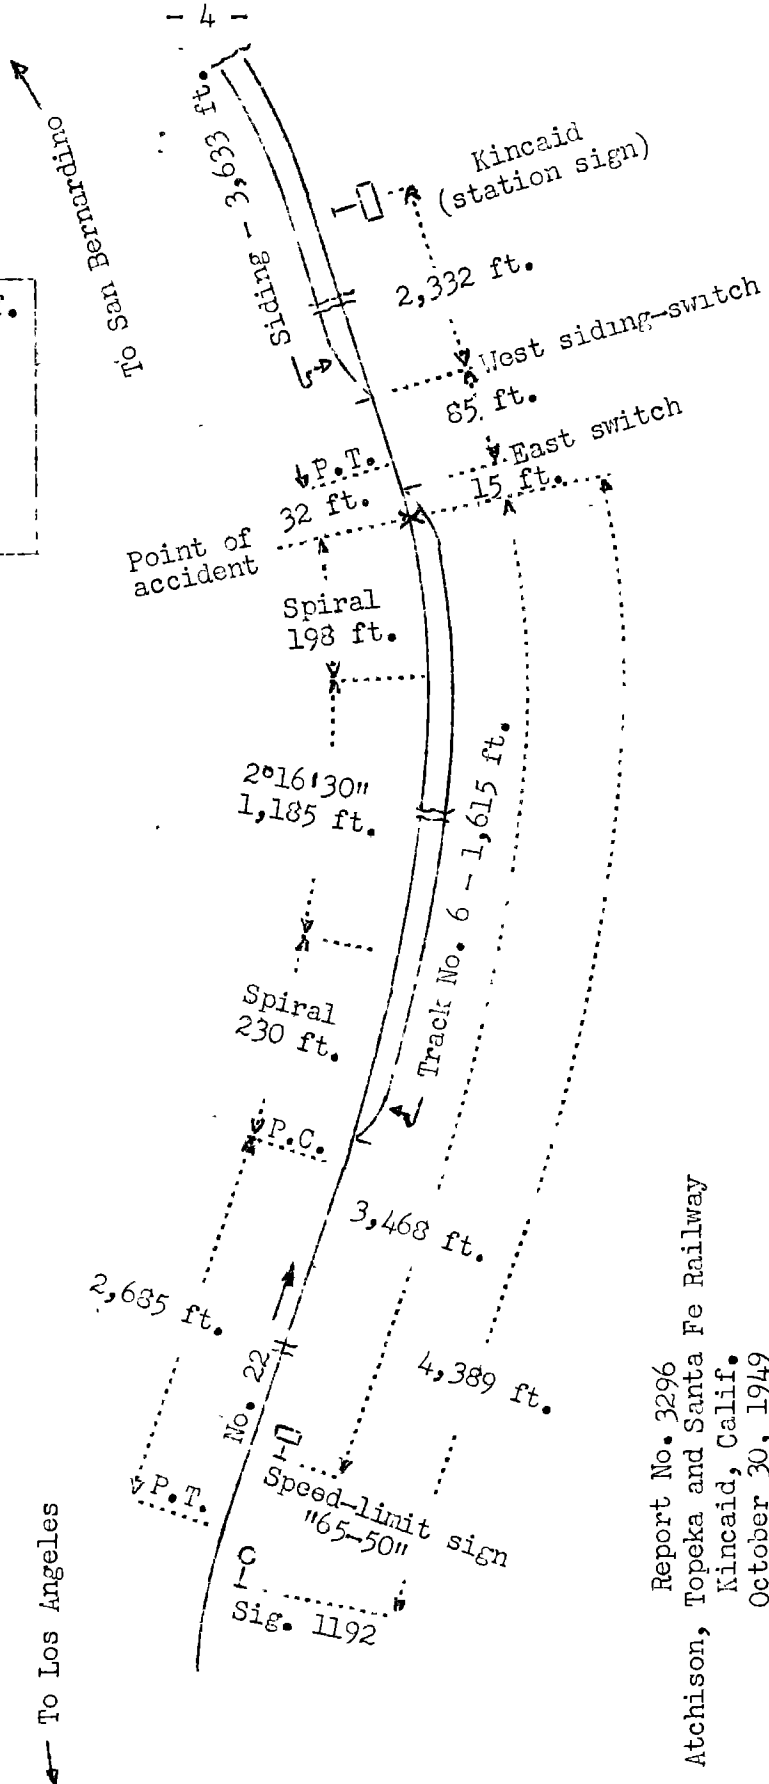 - 4 -
To San Bernardino
Siding - 3,633 ft.
Kincaid
(station sign)
2,332 ft.
West siding-switch
85 ft.
East switch
15 ft.
P.T.
32 ft.
Point of
accident
Spiral
198 ft.
2°16'30"
1,185 ft.
Track No. 6 - 1,615 ft.
Spiral
230 ft.
P.C.
3,468 ft.
2,685 ft.
4,389 ft.
No. 22
P.T.
Speed-limit sign
"65-50"
Sig. 1192
To Los Angeles
Report No. 3296
Atchison, Topeka and Santa Fe Railway
Kincaid, Calif.
October 30, 1949